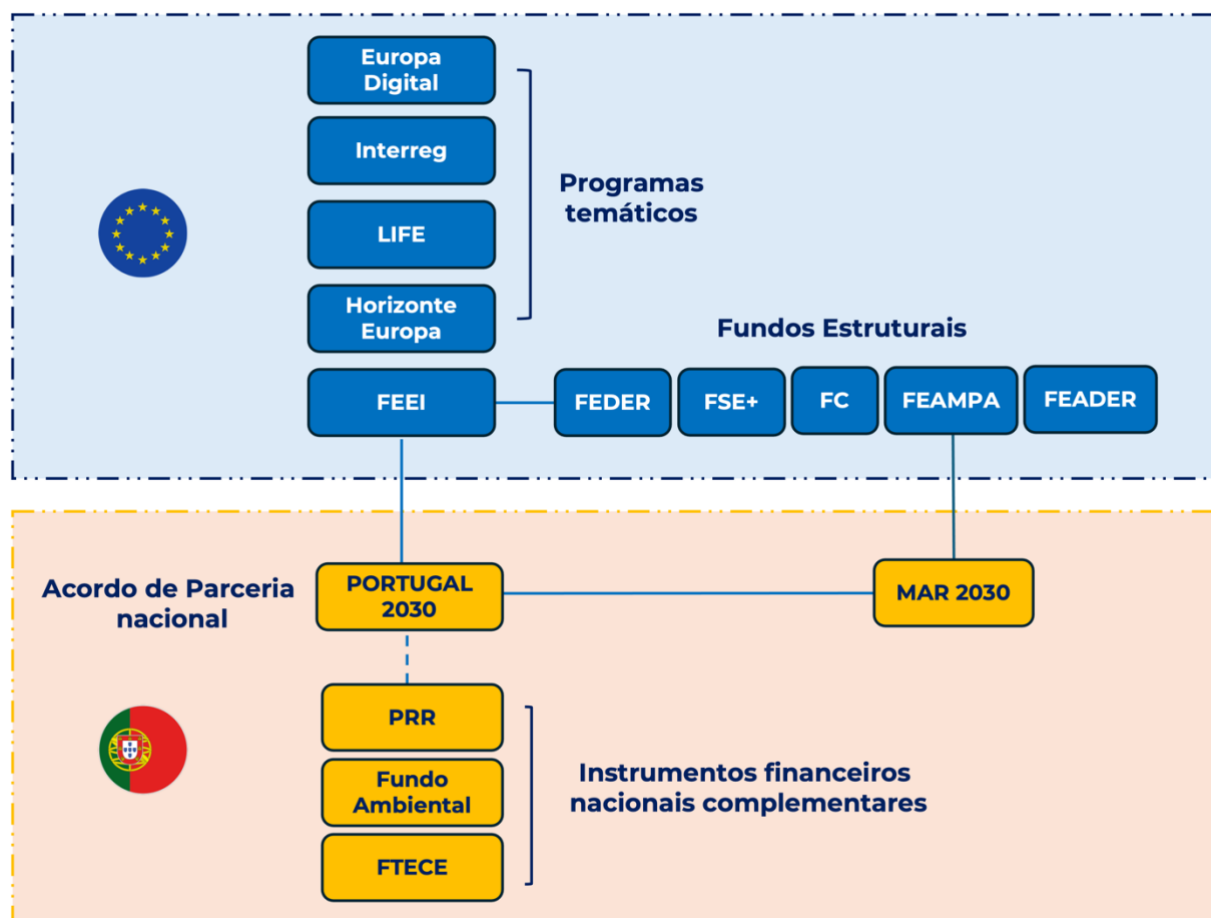 Europa
Digital
Interreg
Programas
temáticos
LIFE
Horizonte
Europa
Fundos Estruturais
FEEI
FEDER
FSE+
FC
FEAMPA
FEADER
Acordo de Parceria
nacional
PORTUGAL
2030
MAR 2030
PRR
Fundo
Ambiental
Instrumentos financeiros
nacionais complementares
FTECE